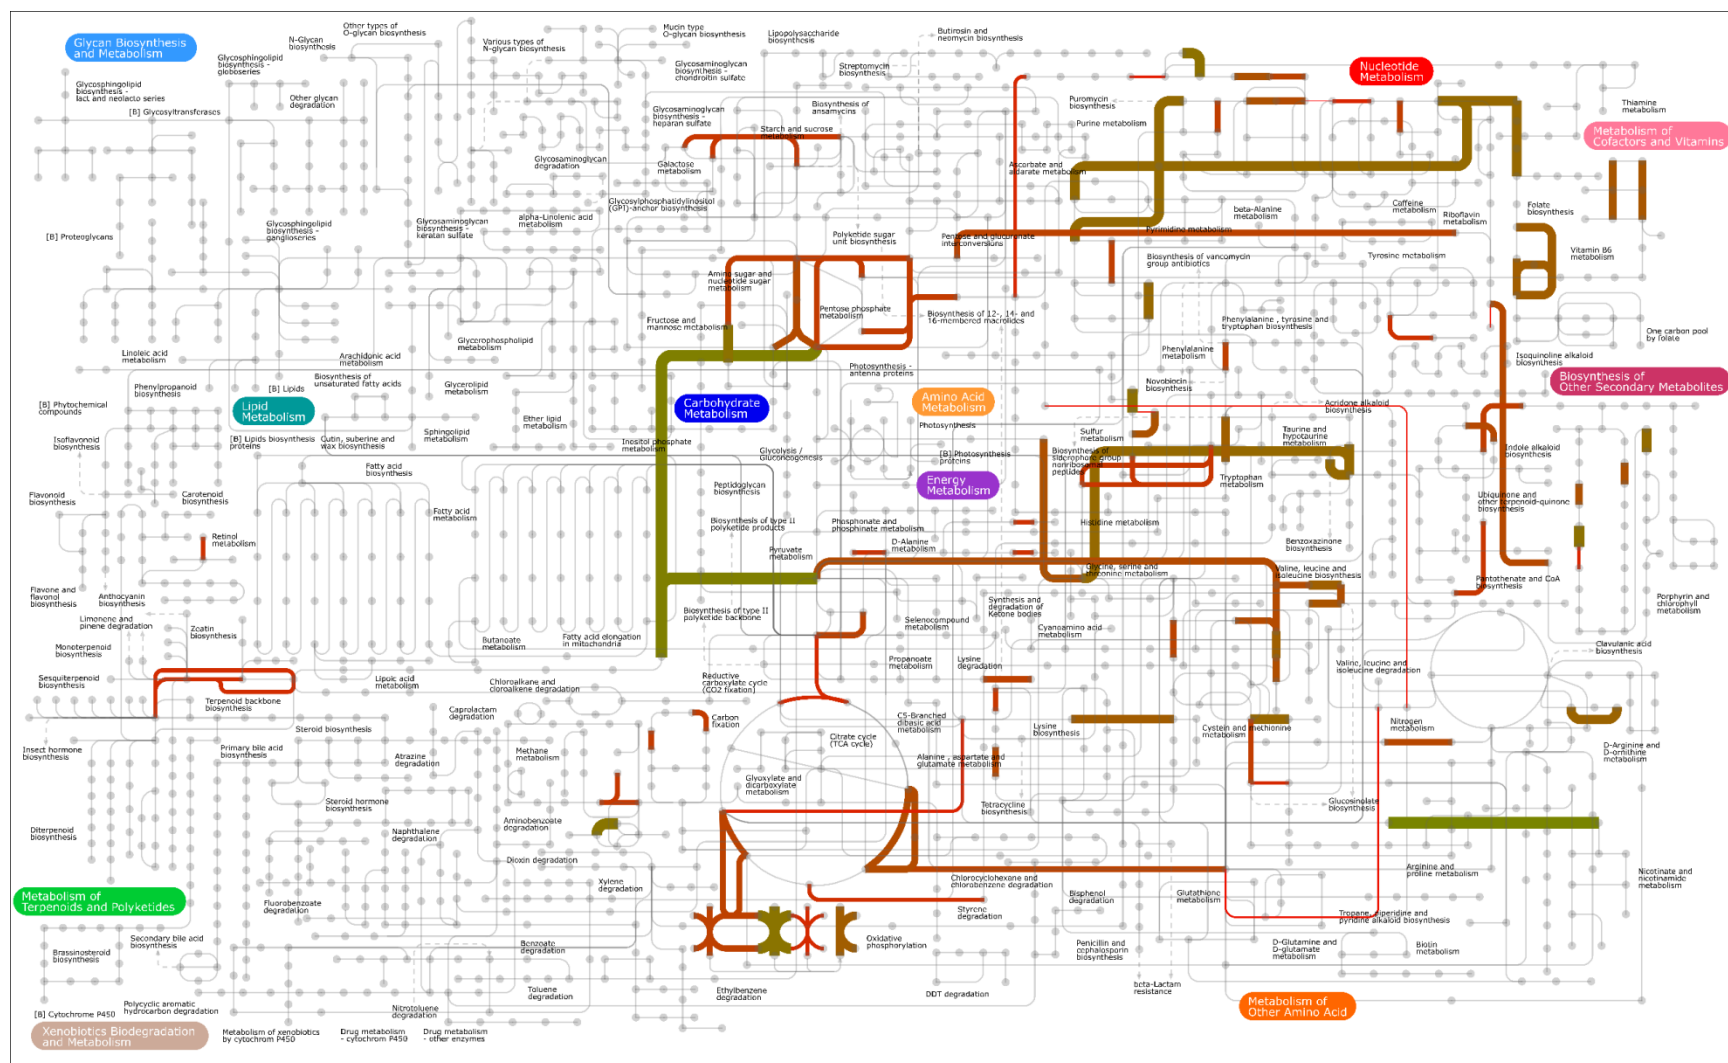 Glycan Biosynthesis
and Metabolism
Other types of
O-glycan biosynthesis
N-Glycan
biosynthesis
Various types of
N-glycan biosynthesis
Mucin type
O-glycan biosynthesis
Lipopolysaccharide
biosynthesis
Butirosin and
neomycin biosynthesis
Nucleotide
Metabolism
Glycosphingolipid
biosynthesis -
globoseries
Glycosaminoglycan
biosynthesis -
chondroitin sulfate
Streptomycin
biosynthesis
Glycosphingolipid
biosynthesis -
lact and neolacto series
Other glycan
degradation
[B] Glycosyltransferases
Glycosaminoglycan
biosynthesis -
heparan sulfate
Biosynthesis of
ansamycins
Puromycin
biosynthesis
Thiamine
metabolism
Starch and sucrose
metabolism
Purine metabolism
Metabolism of
Cofactors and Vitamins
Glycosaminoglycan
degradation
Galactose
metabolism
Ascorbate and
aldarate metabolism
Glycosylphosphatidylinositol
(GPI)-anchor biosynthesis
alpha-Linolenic acid
metabolism
Glycosaminoglycan
biosynthesis -
keratan sulfate
Glycosphingolipid
biosynthesis -
ganglioseries
[B] Proteoglycans
Polyketide sugar
unit biosynthesis
Pentose and glucuronate
interconversions
beta-Alanine
metabolism
Caffeine
metabolism
Riboflavin
metabolism
Folate
biosynthesis
Pyrimidine metabolism
Vitamin B6
metabolism
Biosynthesis of vancomycin
group antibiotics
Tyrosine metabolism
Amino sugar and
nucleotide sugar
metabolism
Pentose phosphate
metabolism
Biosynthesis of 12-, 14- and
16-membered macrolides
Fructose and
mannose metabolism
Phenylalanine , tyrosine and
tryptophan biosynthesis
One carbon pool
by folate
Linoleic acid
metabolism
Arachidonic acid
metabolism
Glycerophospholipid
metabolism
Phenylalanine
metabolism
Isoquinoline alkaloid
biosynthesis
Photosynthesis -
antenna proteins
Biosynthesis of
unsaturated fatty acids
Phenylpropanoid
biosynthesis
[B] Lipids
Glycerolipid
metabolism
Novobiocin
biosynthesis
Biosynthesis of
Other Secondary Metabolites
[B] Phytochemical
compounds
Lipid
Metabolism
Carbohydrate
Metabolism
Amino Acid
Metabolism
Acridone alkaloid
biosynthesis
Ether lipid
metabolism
Photosynthesis
Isoflavonoid
biosynthesis
[B] Lipids biosynthesis
proteins
Cutin, suberine and
wax biosynthesis
Sphingolipid
metabolism
Inositol phosphate
metabolism
Glycolysis /
Gluconeogenesis
[B] Photosynthesis
proteins
Sulfur
metabolism
Taurine and
hypotaurine
metabolism
Indole alkaloid
biosynthesis
Biosynthesis of
siderophore group
nonribosomal
peptides
Fatty acid
biosynthesis
Energy
Metabolism
Tryptophan
metabolism
Flavonoid
biosynthesis
Carotenoid
biosynthesis
Peptidoglycan
biosynthesis
Ubiquinone and
other terpenoid-quinone
biosynthesis
Fatty acid
metabolism
Biosynthesis of type II
polyketide products
Phosphonate and
phosphinate metabolism
Histidine metabolism
Retinol
metabolism
D-Alanine
metabolism
Benzoxazinone
biosynthesis
Pyruvate metabolism
Glycine, serine and
threonine metabolism
Valine, leucine and
isoleucine biosynthesis
Pantothenate and CoA
biosynthesis
Flavone and
flavonol
biosynthesis
Anthocyanin
biosynthesis
Porphyrin and
chlorophyll
metabolism
Limonene and
pinene degradation
Biosynthesis of type II
polyketide backbone
Synthesis and
degradation of
Ketone bodies
Selenocompound
metabolism
Cyanoamino acid
metabolism
Zeatin
biosynthesis
Butanoate
metabolism
Fatty acid elongation
in mitochondria
Clavulanic acid
biosynthesis
Monoterpenoid
biosynthesis
Propanoate
metabolism
Lysine
degradation
Valine, leucine and
isoleucine degradation
Sesquiterpenoid
biosynthesis
Lipoic acid
metabolism
Chloroalkane and
cloroalkene degradation
Reductive
carboxylate cycle
(CO2 fixation)
Terpenoid backbone
biosynthesis
Caprolactam
degradation
Carbon
fixation
C5-Branched
dibasic acid
metabolism
Lysine
biosynthesis
Cystein and methionine
metabolism
Nitrogen
metabolism
Steroid biosynthesis
Insect hormone
biosynthesis
Primary bile acid
biosynthesis
Atrazine
degradation
Methane
metabolism
Citrate cycle
(TCA cycle)
Alanine , aspartate and
glutamate metabolism
D-Arginine and
D-ornithine
metabolism
Glyoxylate and
dicarboxylate
metabolism
Steroid hormone
biosynthesis
Tetracycline
biosynthesis
Glucosinolate
biosynthesis
Aminobenzoate
degradation
Diterpenoid
biosynthesis
Naphthalene
degradation
Dioxin degradation
Arginine and
proline metabolism
Nicotinate and
nicotinamide
metabolism
Xylene
degradation
Chlorocyclohexane and
chlorobenzene degradation
Metabolism of
Terpenoids and Polyketides
Fluorobenzoate
degradation
Bisphenol
degradation
Glutathione
metabolism
Styrene
degradation
Tropane, piperidine and
pyridine alkaloid biosynthesis
Brassinosteroid
biosynthesis
Secondary bile acid
biosynthesis
Benzoate
degradation
Oxidative
phosphorylation
Penicillin and
cephalosporin
biosynthesis
D-Glutamine and
D-glutamate
metabolism
Biotin
metabolism
Toluene
degradation
Ethylbenzene
degradation
DDT degradation
beta-Lactam
resistance
Polycyclic aromatic
hydrocarbon degradation
Nitrotoluene
degradation
Metabolism of
Other Amino Acid
[B] Cytochrome P450
Xenobiotics Biodegradation
and Metabolism
Metabolism of xenobiotics
by cytochrom P450
Drug metabolism
- cytochrom P450
Drug metabolism
- other enzymes